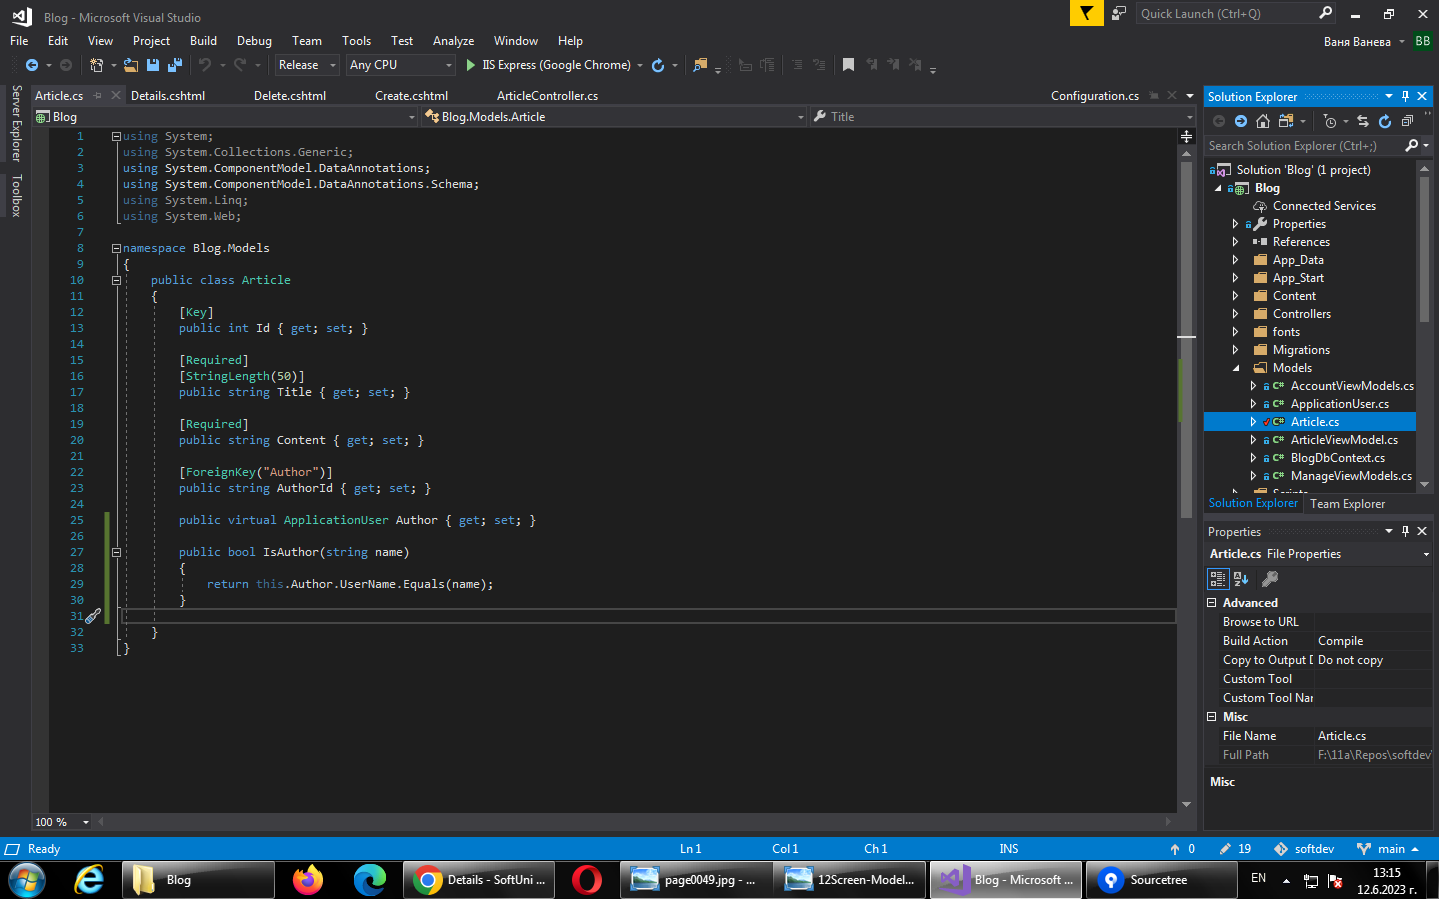 Blog - Microsoft Visual Studio
Quick Launch (Ctrl+Q)
File Edit View Project Build Debug Team Tools Test Analyze Window Help
Ваня Ванева BB
Release Any CPU IIS Express (Google Chrome)
Server Explorer
Toolbox
Article.cs Details.cshtml Delete.cshtml Create.cshtml ArticleController.cs Configuration.cs
Blog Blog.Models.Article Title
1 using System;
2 using System.Collections.Generic;
3 using System.ComponentModel.DataAnnotations;
4 using System.ComponentModel.DataAnnotations.Schema;
5 using System.Linq;
6 using System.Web;
7
8 namespace Blog.Models
9 {
10 public class Article
11 {
12 [Key]
13 public int Id { get; set; }
14
15 [Required]
16 [StringLength(50)]
17 public string Title { get; set; }
18
19 [Required]
20 public string Content { get; set; }
21
22 [ForeignKey("Author")]
23 public string AuthorId { get; set; }
24
25 public virtual ApplicationUser Author { get; set; }
26
27 public bool IsAuthor(string name)
28 {
29 return this.Author.UserName.Equals(name);
30 }
31
32 }
33 }
100 %
Solution Explorer
Search Solution Explorer (Ctrl+;)
Solution 'Blog' (1 project)
Blog
Connected Services
Properties
References
App_Data
App_Start
Content
Controllers
fonts
Migrations
Models
C# AccountViewModels.cs
C# ApplicationUser.cs
C# Article.cs
C# ArticleViewModel.cs
C# BlogDbContext.cs
C# ManageViewModels.cs
Scripts
Solution Explorer Team Explorer
Properties
Article.cs File Properties
Advanced
Browse to URL
Build Action Compile
Copy to Output D Do not copy
Custom Tool
Custom Tool Nar
Misc
File Name Article.cs
Full Path F:\11a\Repos\softdev\
Misc
Ready Ln 1 Col 1 Ch 1 INS 0 19 softdev main
Blog Details - SoftUni ... page0049.jpg - ... 12Screen-Model... Blog - Microsoft ... Sourcetree EN 13:15
12.6.2023 г.